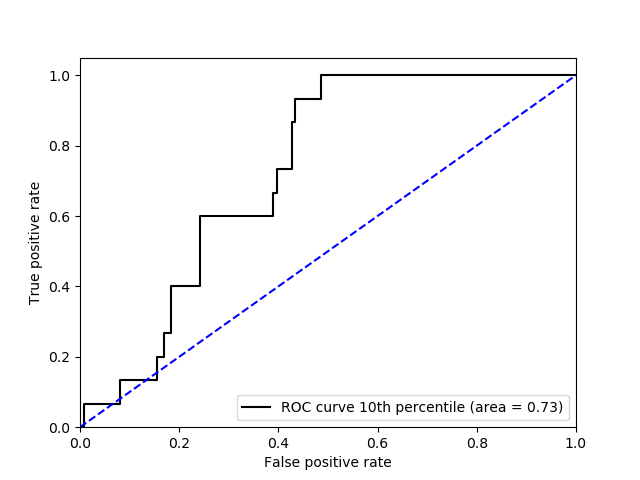 1.0
0.8
0.6
0.4
0.2
0.0
True positive rate
ROC curve 10th percentile (area = 0.73)
0.0 0.2 0.4 0.6 0.8 1.0
False positive rate